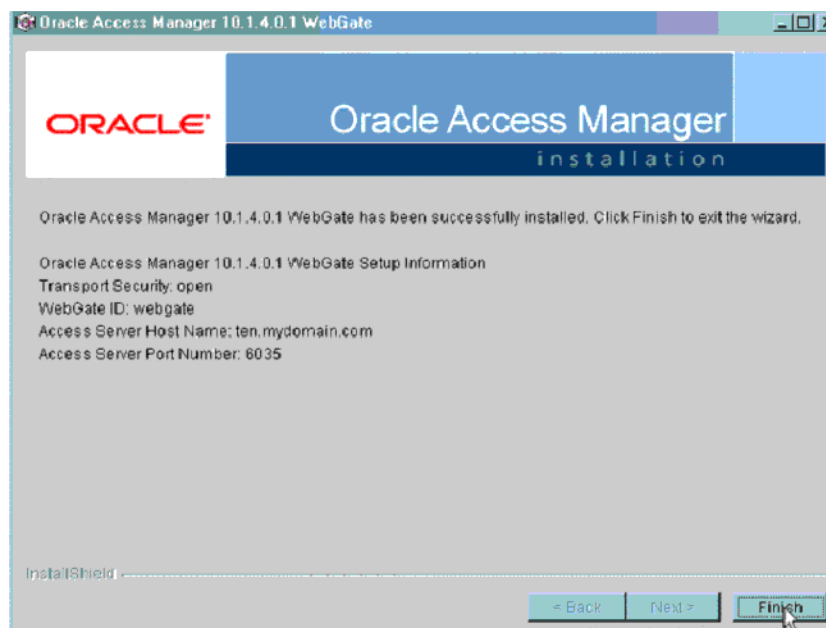 Oracle Access Manager 10.1.4.0.1 WebGate
ORACLE
Oracle Access Manager
installation
Oracle Access Manager 10.1.4.0.1 WebGate has been successfully installed. Click Finish to exit the wizard.
Oracle Access Manager 10.1.4.0.1 WebGate Setup Information
Transport Security: open
WebGate ID: webgate
Access Server Host Name: ten.mydomain.com
Access Server Port Number: 6035
InstallShield
< Back
Next >
Finish